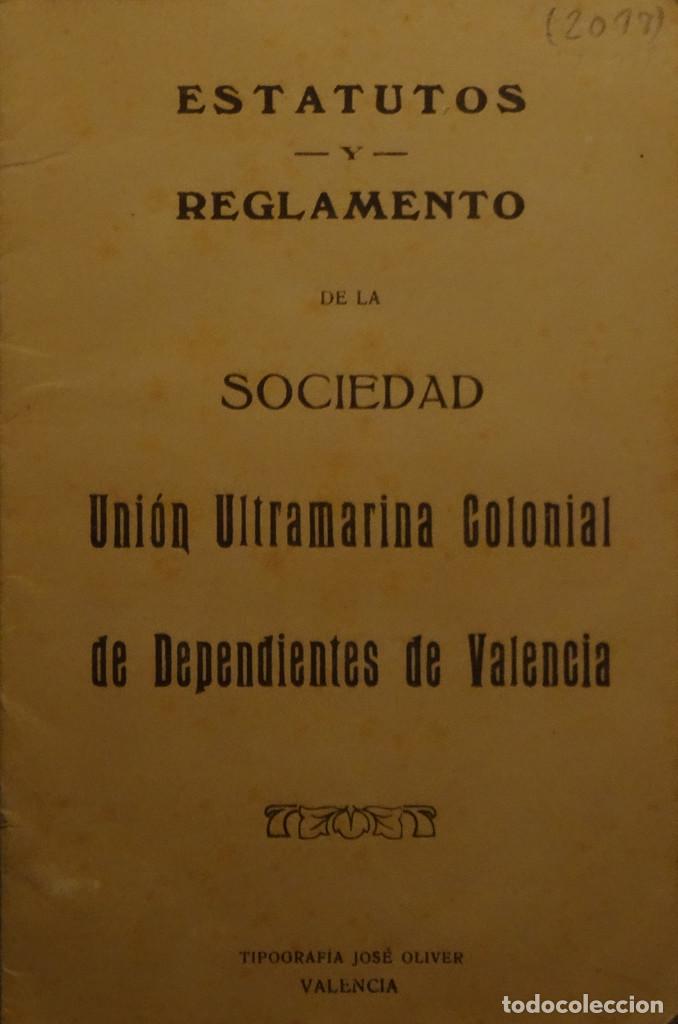 (2077)
ESTATUTOS
— Y —
REGLAMENTO
DE LA
SOCIEDAD
Unión Ultramarina Colonial
de Dependientes de Valencia
TIPOGRAFÍA JOSÉ OLIVER
VALENCIA
todocoleccion